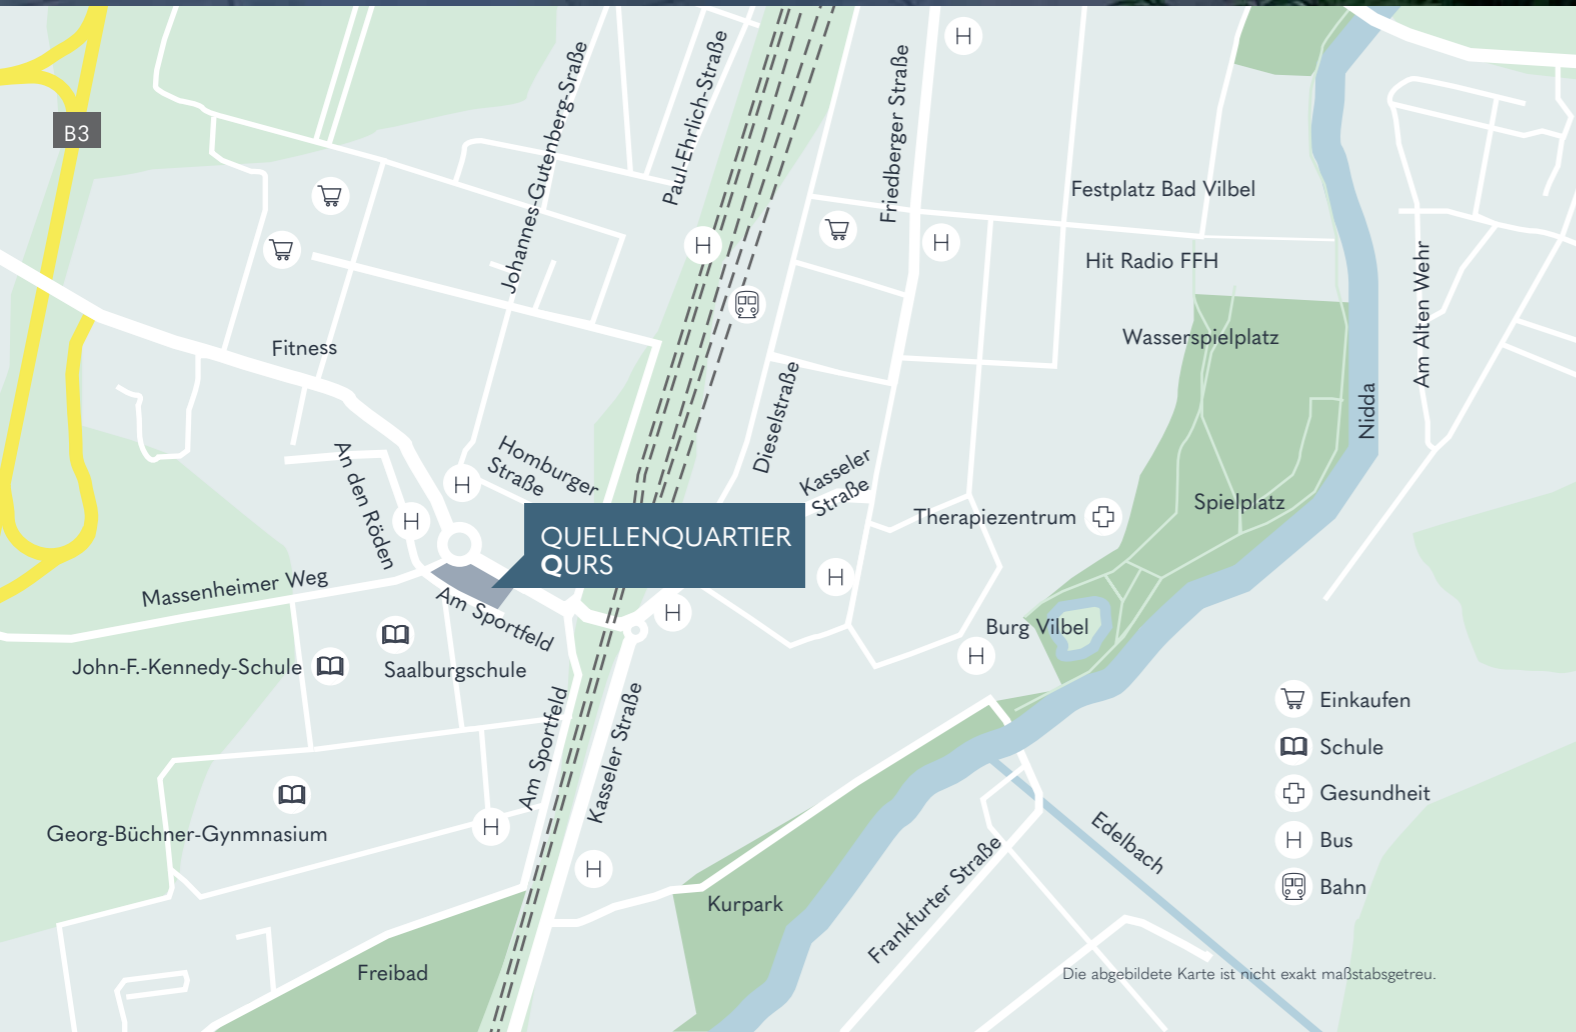 B3
Johannes-Gutenberg-Sraße
Paul-Ehrlich-Straße
Friedberger Straße
H
H
H
Festplatz Bad Vilbel
Hit Radio FFH
Wasserspielplatz
Am Alten Wehr
Nidda
Fitness
Dieselstraße
An den Röden
Homburger
Straße
Kasseler
Straße
H
H
Therapiezentrum
Spielplatz
QUELLENQUARTIER
QURS
H
Massenheimer Weg
Am Sportfeld
H
Burg Vilbel
H
John-F.-Kennedy-Schule
Saalburgschule
Am Sportfeld
Kasseler Straße
Georg-Büchner-Gynmnasium
H
H
Kurpark
Freibad
Frankfurter Straße
Edelbach
Einkaufen
Schule
Gesundheit
H Bus
Bahn
Die abgebildete Karte ist nicht exakt maßstabsgetreu.